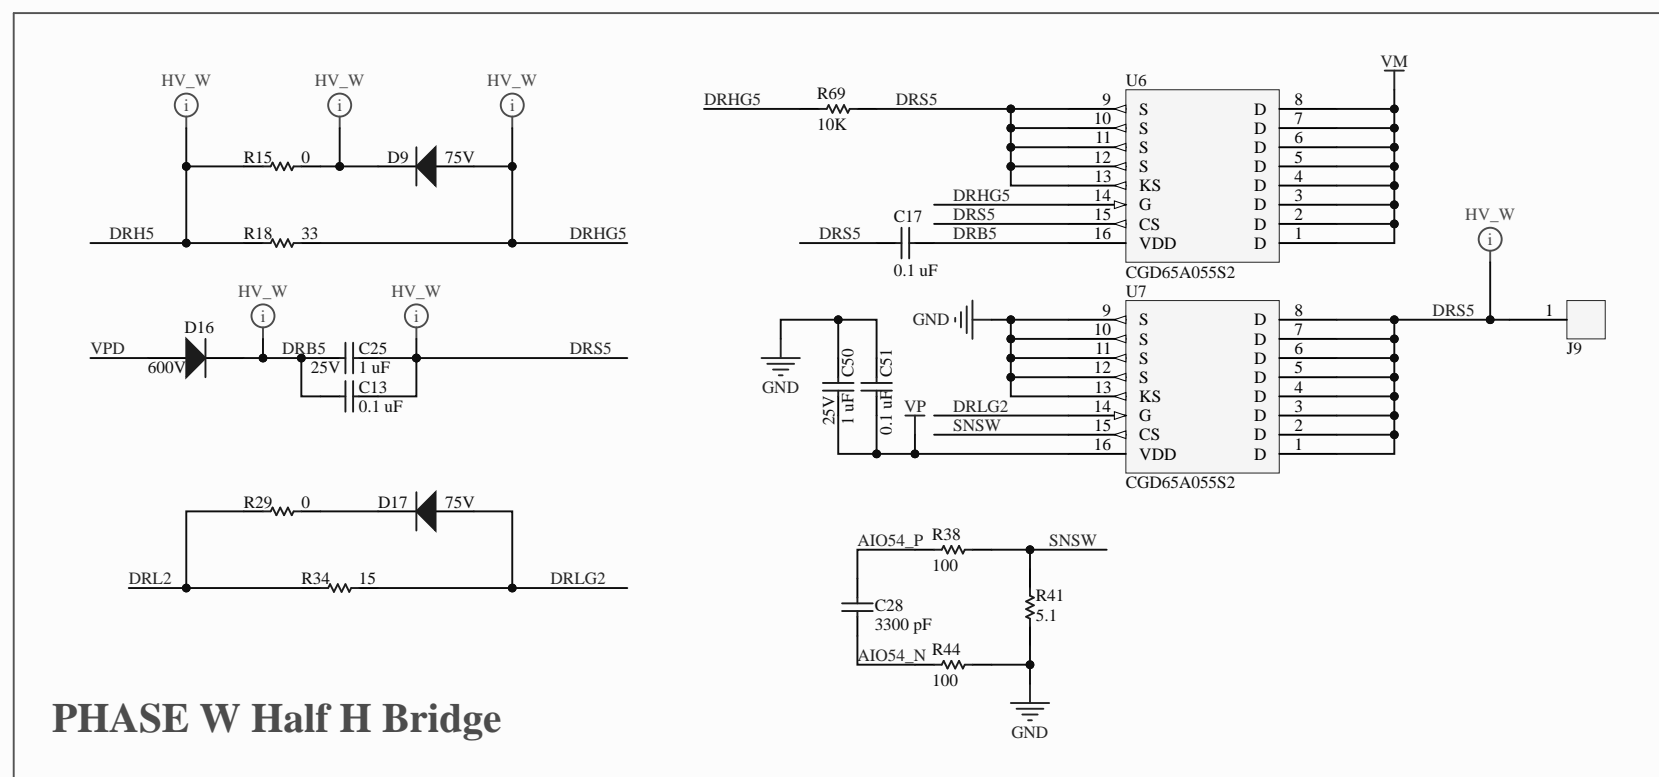 HV_W
i
HV_W
i
HV_W
i
R15 0
D9 75V
DRH5
R18 33
DRHG5
HV_W
i
HV_W
i
D16
VPD
600V
DRB5
25V
C25
1 uF
DRS5
C13
0.1 uF
R29 0
D17 75V
DRL2
R34 15
DRLG2
DRHG5
R69
10K
DRS5
DRHG5
DRS5
DRS5
C17
0.1 uF
DRB5
U6
9 S
10 S
11 S
12 S
13 KS
14 G
15 CS
16 VDD
D 8
D 7
D 6
D 5
D 4
D 3
D 2
D 1
CGD65A055S2
VM
GND
GND
C50
25V
1 uF
C51
0.1 uF
VP
DRLG2
SNSW
U7
9 S
10 S
11 S
12 S
13 KS
14 G
15 CS
16 VDD
D 8
D 7
D 6
D 5
D 4
D 3
D 2
D 1
CGD65A055S2
HV_W
i
DRS5
1
J9
AIO54_P
R38
100
SNSW
C28
3300 pF
R41
5.1
AIO54_N
R44
100
GND
PHASE W Half H Bridge